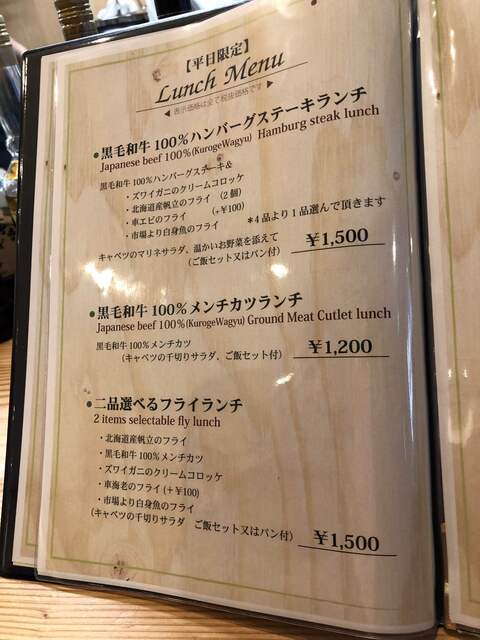 【平日限定】
Lunch Menu
◀ 表示価格は全て税抜価格です ▶
●黒毛和牛 100%ハンバーグステーキランチ
Japanese beef 100%(KurogeWagyu) Hamburg steak lunch
黒毛和牛 100%ハンバーグステーキ&
・ズワイガニのクリームコロッケ
・北海道産帆立のフライ (2個)
・車エビのフライ (+¥100)
・市場より白身魚のフライ *4品より1品選んで頂きます
キャベツのマリネサラダ、温かいお野菜を添えて
(ご飯セット又はパン付) ¥1,500
●黒毛和牛 100%メンチカツランチ
Japanese beef 100%(KurogeWagyu) Ground Meat Cutlet lunch
黒毛和牛 100%メンチカツ
(キャベツの千切りサラダ、ご飯セット付) ¥1,200
●二品選べるフライランチ
2 items selectable fly lunch
・北海道産帆立のフライ
・黒毛和牛 100%メンチカツ
・ズワイガニのクリームコロッケ
・車海老のフライ (+¥100)
・市場より白身魚のフライ
(キャベツの千切りサラダ ご飯セット又はパン付) ¥1,500